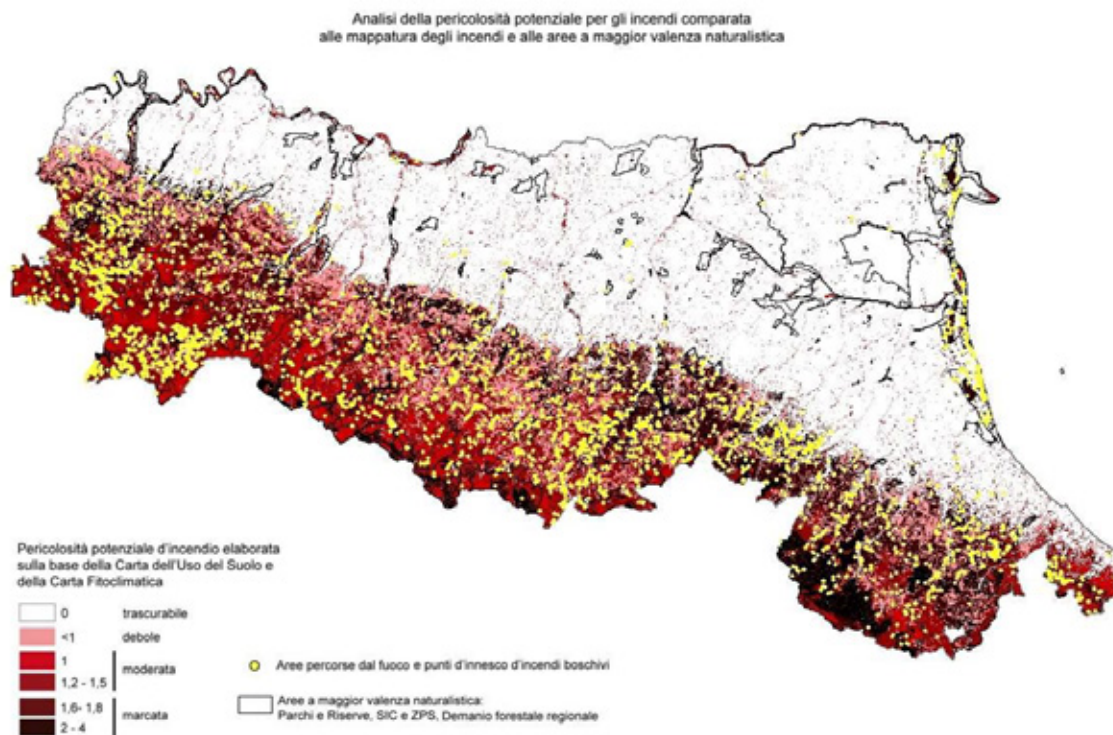 Analisi della pericolosità potenziale per gli incendi comparata
alle mappatura degli incendi e alle aree a maggior valenza naturalistica
Pericolosità potenziale d'incendio elaborata
sulla base della Carta dell'Uso del Suolo e
della Carta Fitoclimatica
0 trascurabile
<1 debole
1
moderata
1,2 - 1,5
1,6- 1,8
marcata
2 - 4
Aree percorse dal fuoco e punti d'innesco d'incendi boschivi
Aree a maggior valenza naturalistica:
Parchi e Riserve, SIC e ZPS, Demanio forestale regionale